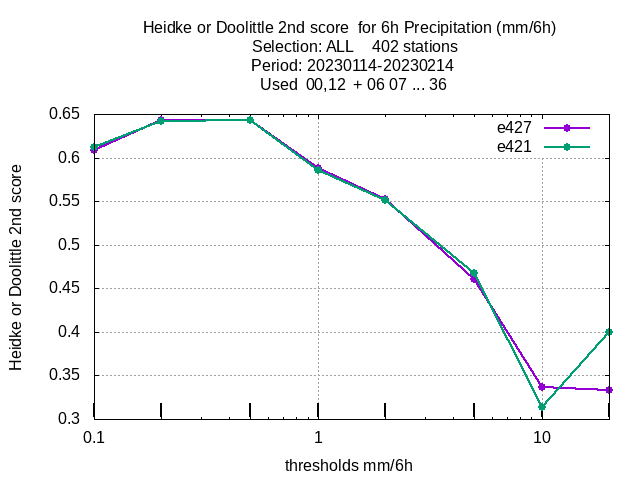 Heidke or Doolittle 2nd score  for 6h Precipitation (mm/6h)
Selection: ALL    402 stations
Period: 20230114-20230214
Used  00,12  + 06 07 ... 36
e427
e421
Heidke or Doolittle 2nd score
0.65
0.6
0.55
0.5
0.45
0.4
0.35
0.3
0.1 1 10
thresholds mm/6h